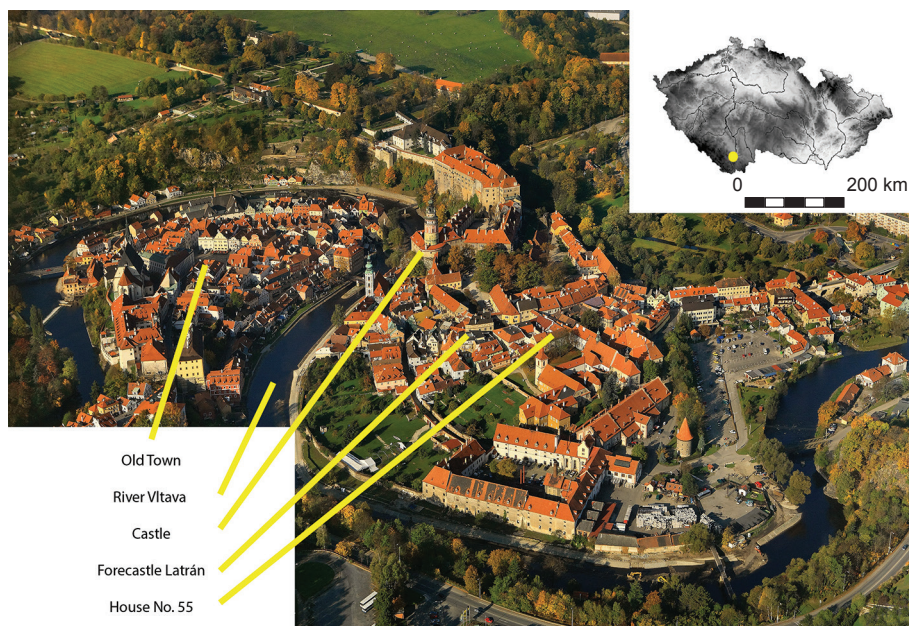 0
200 km
Old Town
River Vltava
Castle
Forecastle Latrán
House No. 55